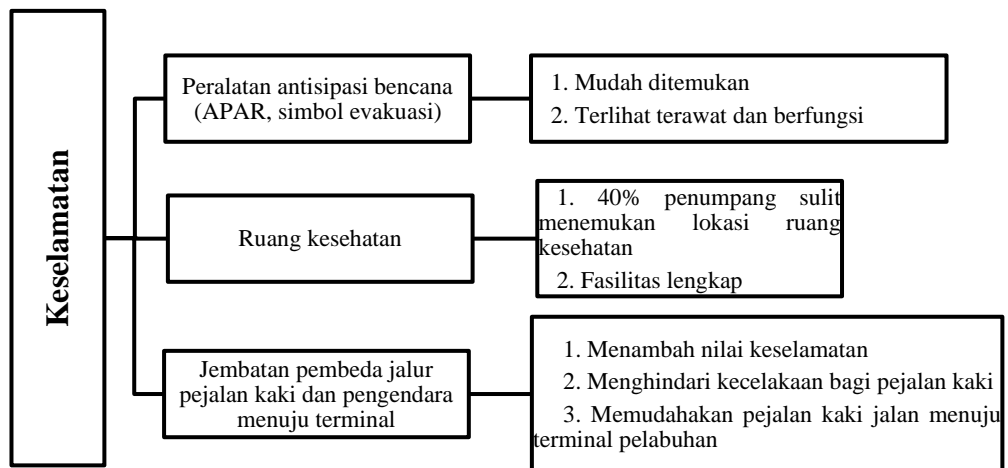 Keselamatan
Peralatan antisipasi bencana
(APAR, simbol evakuasi)
1. Mudah ditemukan
2. Terlihat terawat dan berfungsi
Ruang kesehatan
1. 40% penumpang sulit
menemukan lokasi ruang
kesehatan
2. Fasilitas lengkap
Jembatan pembeda jalur
pejalan kaki dan pengendara
menuju terminal
1. Menambah nilai keselamatan
2. Menghindari kecelakaan bagi pejalan kaki
3. Memudahakan pejalan kaki jalan menuju
terminal pelabuhan